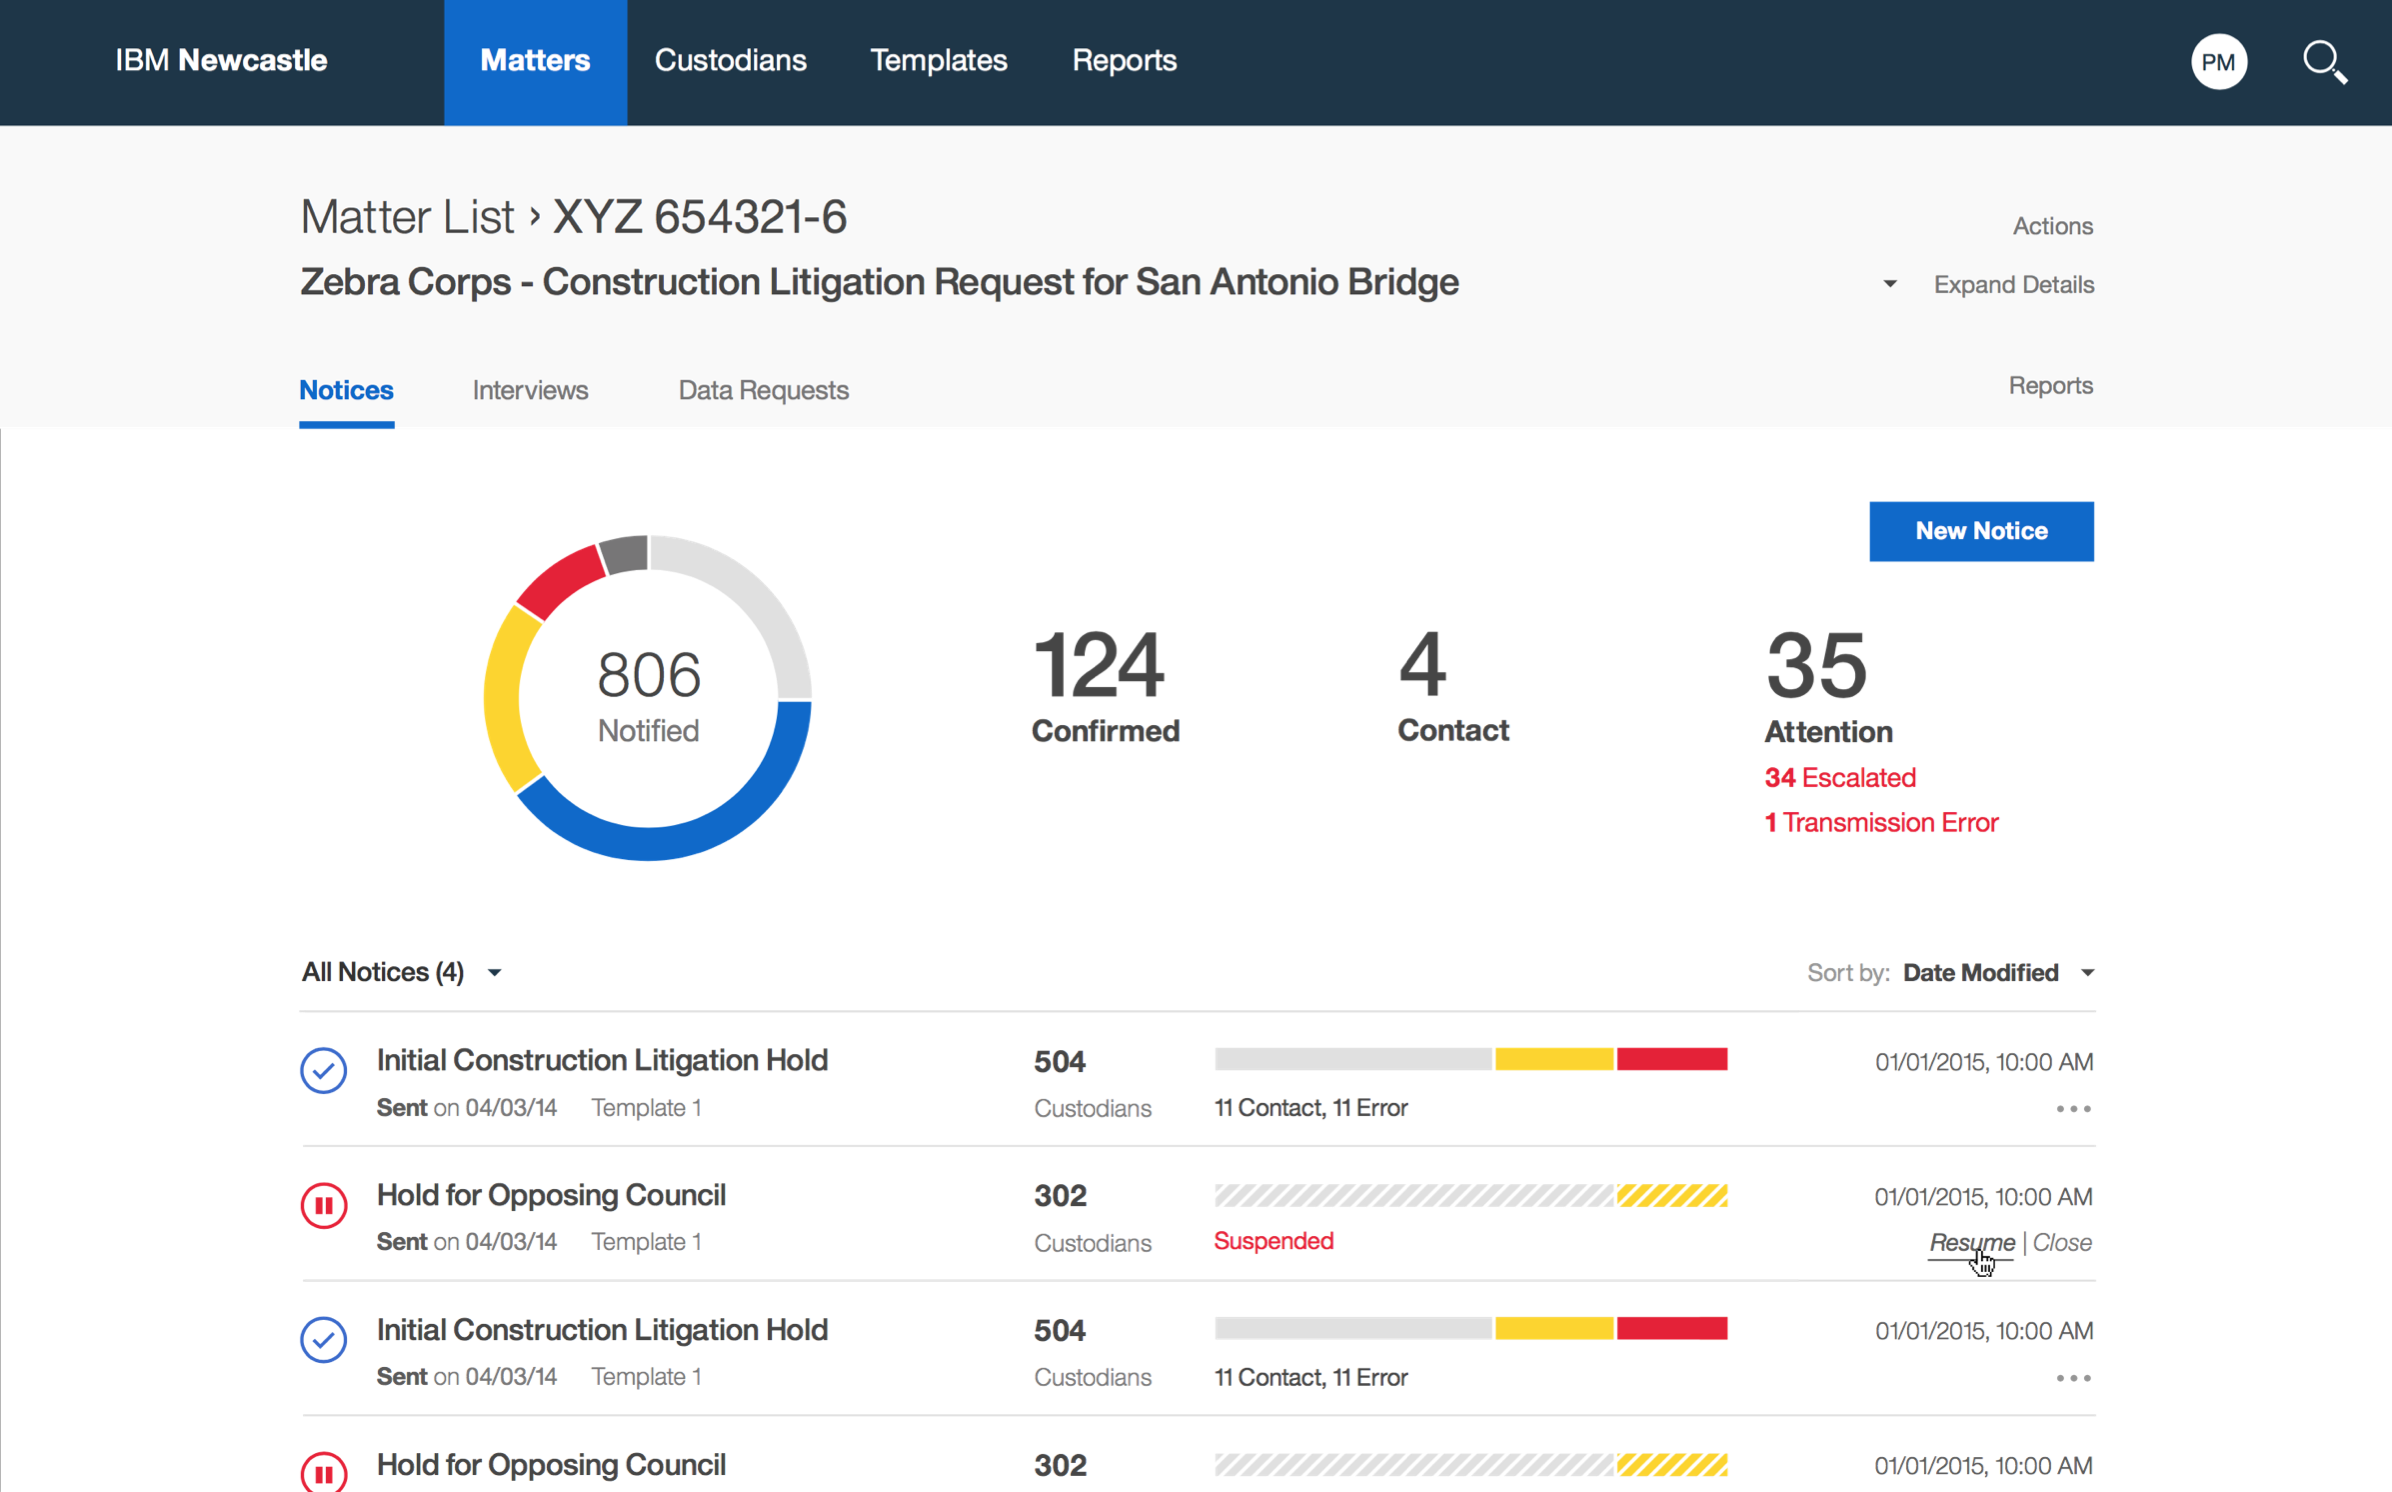 IBM Newcastle
Matters
Custodians
Templates
Reports
PM
Matter List › XYZ 654321-6
Actions
Zebra Corps - Construction Litigation Request for San Antonio Bridge
Expand Details
Notices
Interviews
Data Requests
Reports
New Notice
806
Notified
124
Confirmed
4
Contact
35
Attention
34 Escalated
1 Transmission Error
All Notices (4)
Sort by: Date Modified
Initial Construction Litigation Hold
504
01/01/2015, 10:00 AM
Sent on 04/03/14
Template 1
Custodians
11 Contact, 11 Error
Hold for Opposing Council
302
01/01/2015, 10:00 AM
Sent on 04/03/14
Template 1
Custodians
Suspended
Resume | Close
Initial Construction Litigation Hold
504
01/01/2015, 10:00 AM
Sent on 04/03/14
Template 1
Custodians
11 Contact, 11 Error
Hold for Opposing Council
302
01/01/2015, 10:00 AM